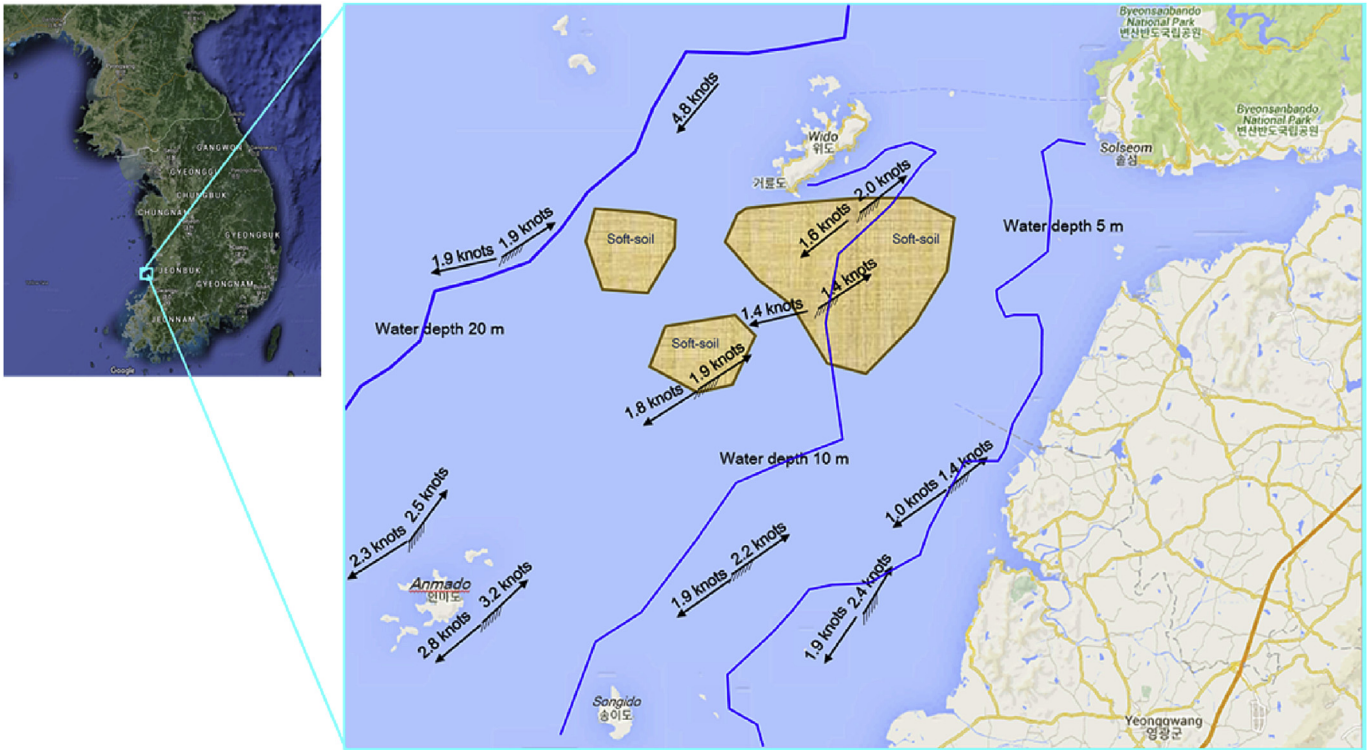 GANGWON
GYEONGGI
CHUNGBUK
CHUNGNAM
GYEONGBUK
JEONBUK
GYEONGNAM
JEONNAM
Google
Byeonsanbando
National Park
변산반도국립공원
Byeonsanbando
National Park
변산반도국립공원
4.8 knots
Wido
위도
거륜도
Solseom
솔섬
2.0 knots
1.6 knots
Water depth 5 m
1.9 knots
1.9 knots
Soft-soil
Soft-soil
1.4 knots
1.4 knots
Water depth 20 m
Soft-soil
1.9 knots
1.8 knots
Water depth 10 m
1.4 knots
1.0 knots
2.5 knots
2.3 knots
2.2 knots
1.9 knots
Anmado
안마도
3.2 knots
2.8 knots
2.4 knots
1.9 knots
Songido
송이도
Yeonggwang
영광군